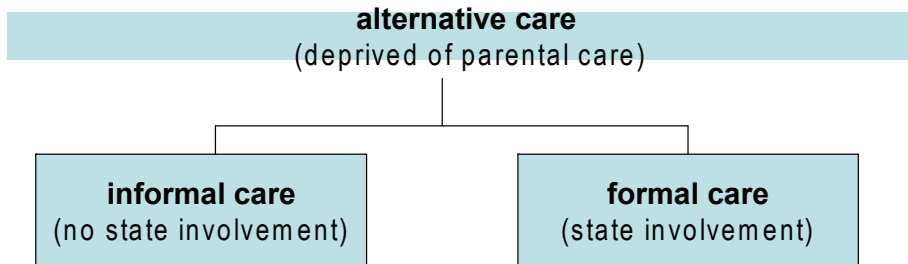 alternative care
(deprived of parental care)
informal care
(no state involvement)
formal care
(state involvement)